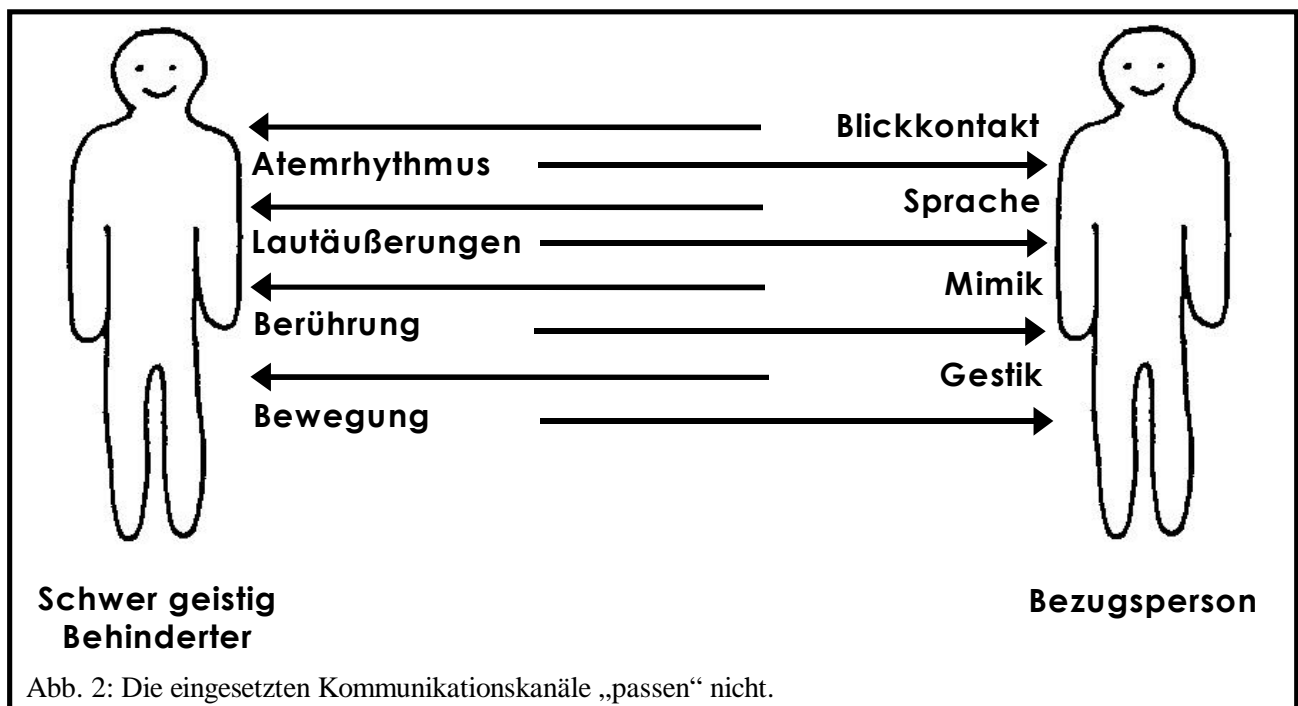 Blickkontakt
Atemrhythmus
Sprache
Lautäußerungen
Mimik
Berührung
Gestik
Bewegung
Schwer geistig
Behinderter
Bezugsperson
Abb. 2: Die eingesetzten Kommunikationskanäle „passen“ nicht.